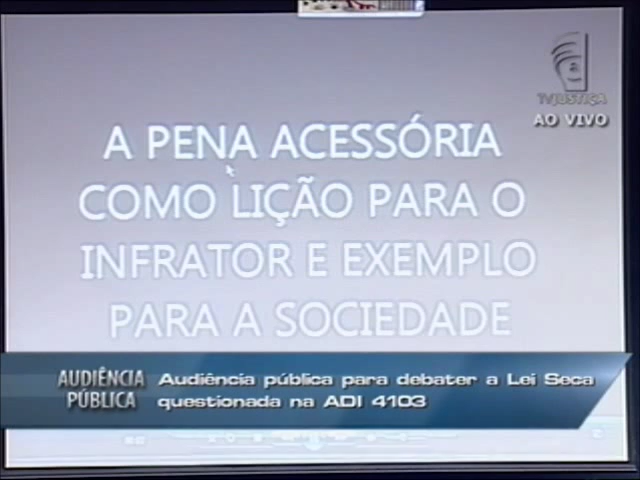 TVJUSTIÇA
AO VIVO
A PENA ACESSÓRIA
COMO LIÇÃO PARA O
INFRATOR E EXEMPLO
PARA A SOCIEDADE
AUDIÊNCIA
PÚBLICA
Audiência pública para debater a Lei Seca
questionada na ADI 4103